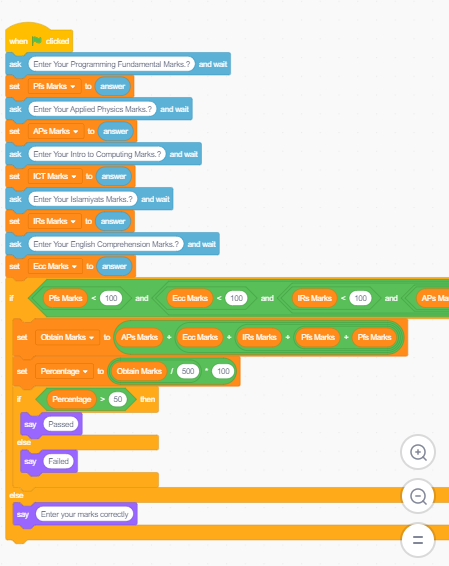 when clicked
ask Enter Your Programming Fundamental Marks.? and wait
set Pfs Marks to answer
ask Enter Your Applied Physics Marks.? and wait
set APs Marks to answer
ask Enter Your Intro to Computing Marks.? and wait
set ICT Marks to answer
ask Enter Your Islamiyats Marks.? and wait
set IRs Marks to answer
ask Enter Your English Comprehension Marks.? and wait
set Ecc Marks to answer
if Pfs Marks < 100 and Ecc Marks < 100 and IRs Marks < 100 and APs Ma
set Obtain Marks to APs Marks + Ecc Marks + IRs Marks + Pfs Marks + Pfs Marks
set Percentage to Obtain Marks / 500 * 100
if Percentage > 50 then
say Passed
else
say Failed
else
say Enter your marks correctly